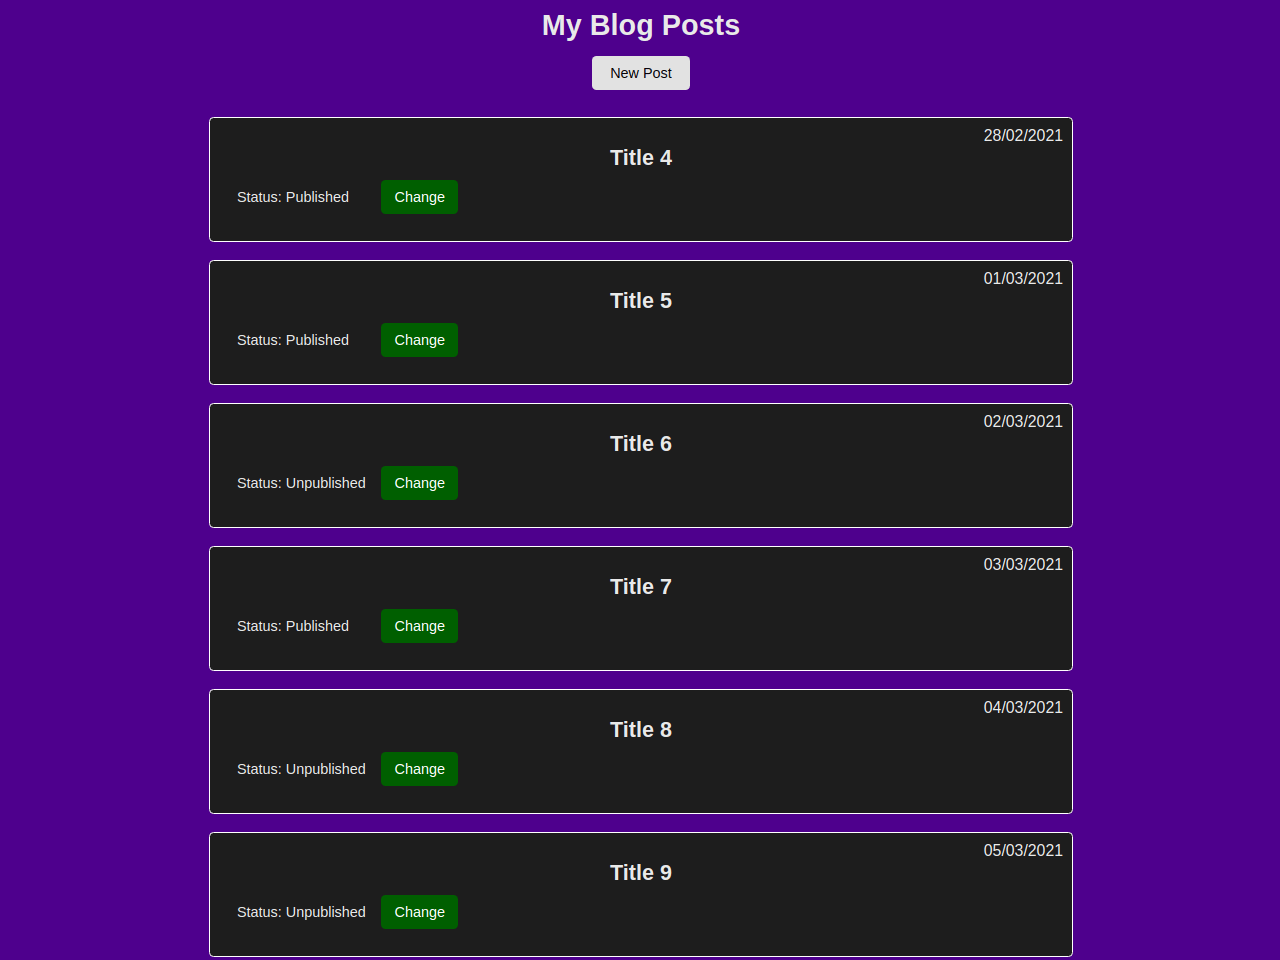 My Blog Posts
New Post
28/02/2021
Title 4
Status: Published Change
01/03/2021
Title 5
Status: Published Change
02/03/2021
Title 6
Status: Unpublished Change
03/03/2021
Title 7
Status: Published Change
04/03/2021
Title 8
Status: Unpublished Change
05/03/2021
Title 9
Status: Unpublished Change